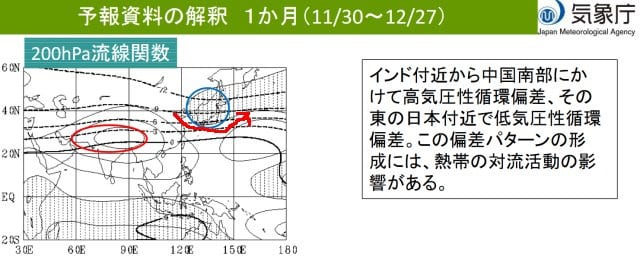 予報資料の解釈 1か月（11/30～12/27）
気象庁
Japan Meteorological Agency
200hPa流線関数
インド付近から中国南部にか
けて高気圧性循環偏差、その
東の日本付近で低気圧性循環
偏差。この偏差パターンの形
成には、熱帯の対流活動の影
響がある。
60N
40N
20N
EQ
20S
30E 60E 90E 120E 150E 180